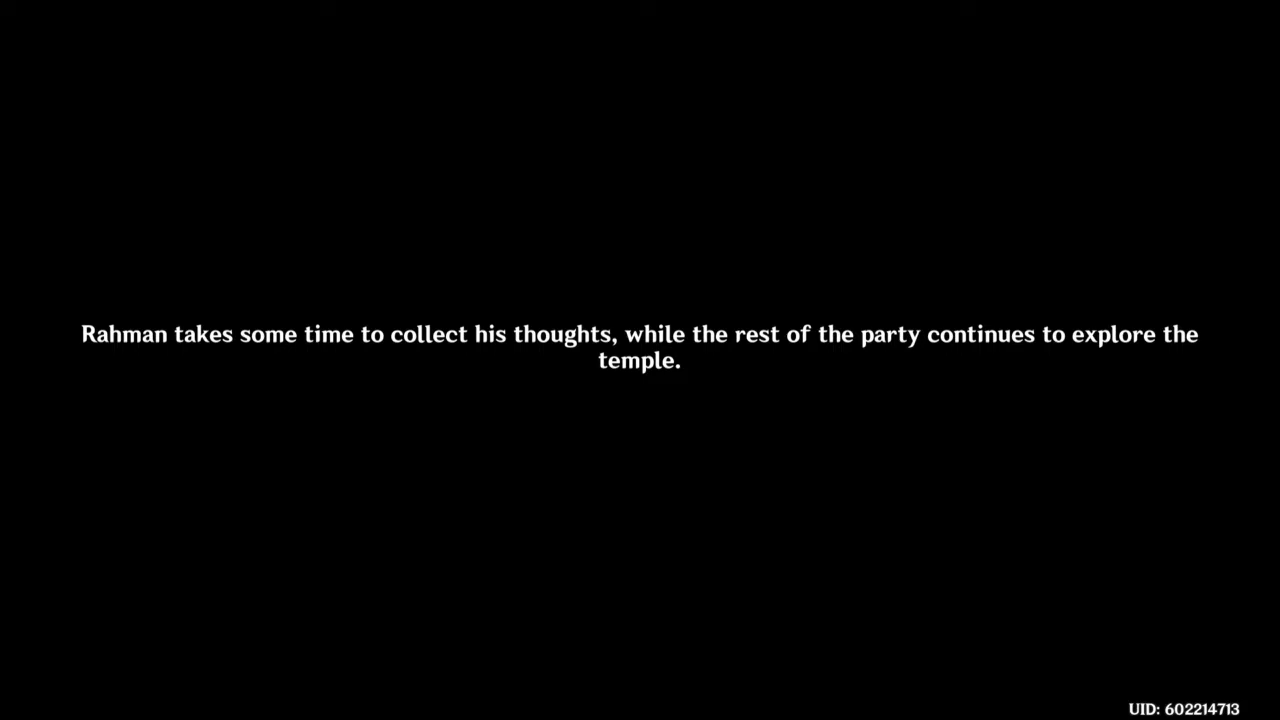 Rahman takes some time to collect his thoughts, while the rest of the party continues to explore the
temple.
UID: 602214713